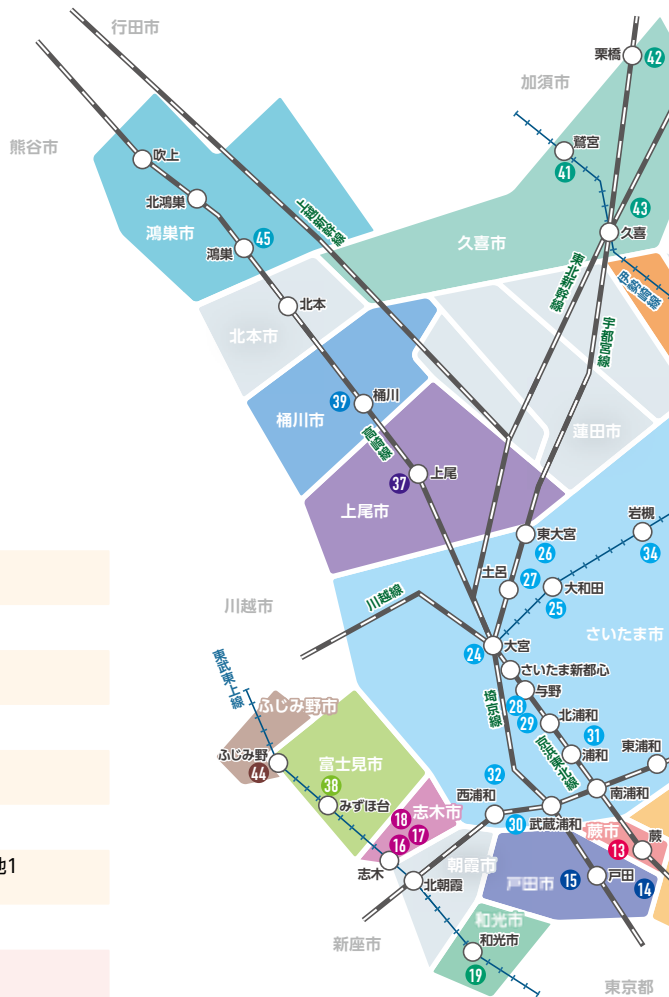 行田市
栗橋
42
加須市
熊谷市
鷲宮
41
吹上
北鴻巣
43
上越新幹線
鴻巣市
45
久喜
久喜市
鴻巣
東北新幹線
伊勢崎線
北本
宇都宮線
北本市
39
桶川
桶川市
蓮田市
高崎線
上尾
37
上尾市
岩槻
東大宮
26
34
土呂
27
大和田
25
川越線
川越市
さいたま市
大宮
24
東武東上線
さいたま新都心
与野
28
埼京線
ふじみ野市
北浦和
29
31
京浜東北線
東浦和
ふじみ野
浦和
富士見市
44
32
38
西浦和
南浦和
みずほ台
志木市
18
17
30
武蔵浦和
蕨市
蕨
16
13
志木
朝霞市
戸田
北朝霞
戸田市
15
14
和光市
新座市
和光市
19
東京都
地1